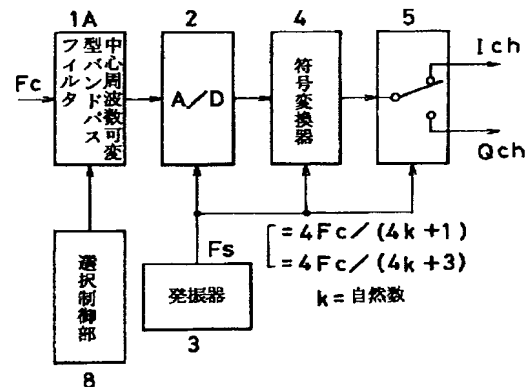 1A
2
4
5
Fc
中心周波数可変
型バンドパス
フィルタ
A/D
符号変換器
Ich
Qch
Fs
=4Fc/(4k+1)
=4Fc/(4k+3)
k=自然数
選択制御部
発振器
3
8